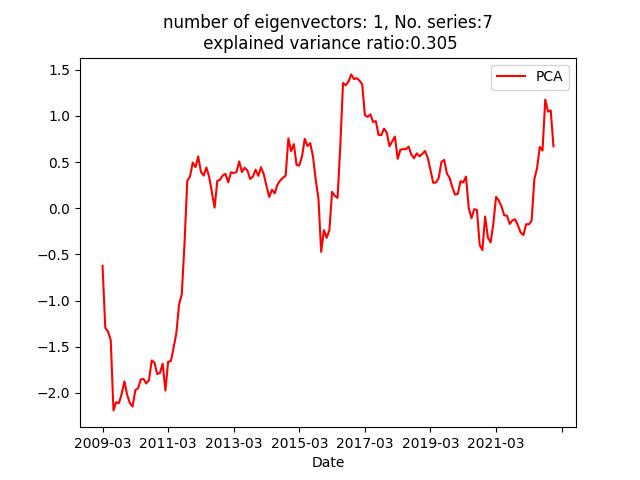 number of eigenvectors: 1, No. series:7
explained variance ratio:0.305
PCA
1.5
1.0
0.5
0.0
−0.5
−1.0
−1.5
−2.0
2009-03 2011-03 2013-03 2015-03 2017-03 2019-03 2021-03
Date